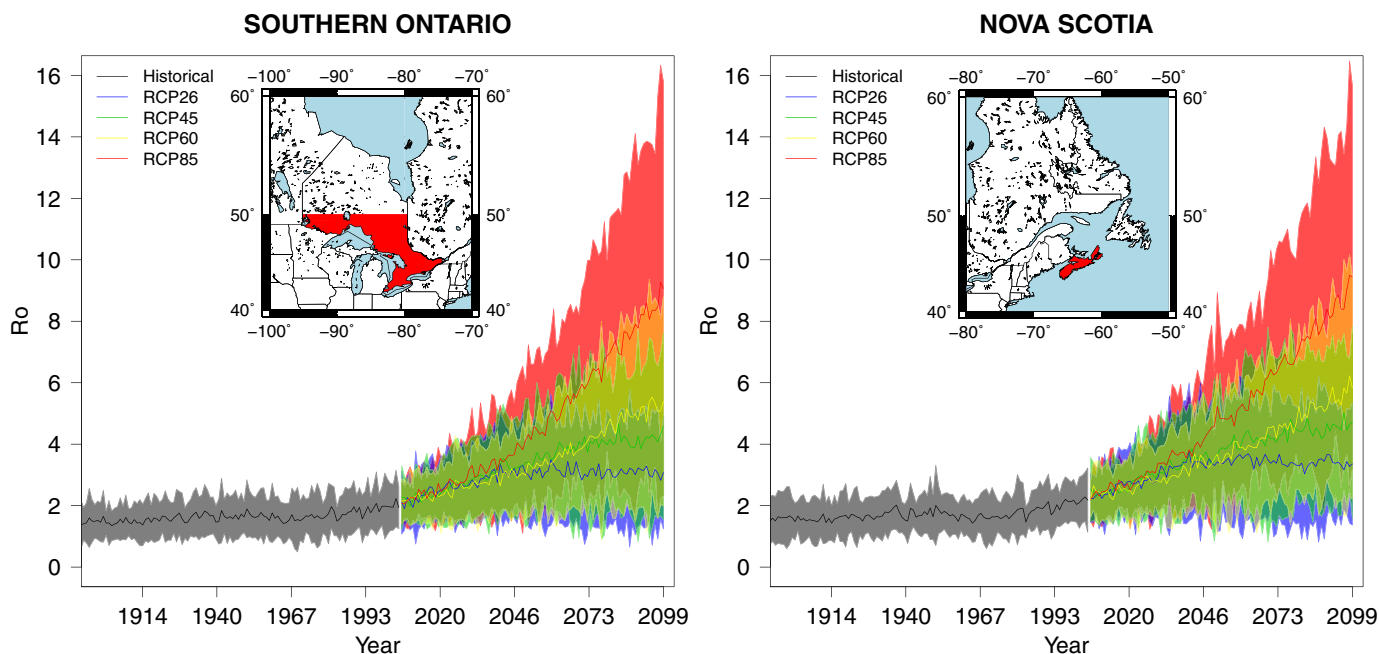 SOUTHERN ONTARIO
16
14
12
10
8
6
4
2
0
Ro
Historical
RCP26
RCP45
RCP60
RCP85
−100˚ −90˚ −80˚ −70˚
60˚ 60˚
50˚ 50˚
40˚ 40˚
−100˚ −90˚ −80˚ −70˚
1914 1940 1967 1993 2020 2046 2073 2099
Year
NOVA SCOTIA
16
14
12
10
8
6
4
2
0
Ro
Historical
RCP26
RCP45
RCP60
RCP85
−80˚ −70˚ −60˚ −50˚
60˚ 60˚
50˚ 50˚
40˚ 40˚
−80˚ −70˚ −60˚ −50˚
1914 1940 1967 1993 2020 2046 2073 2099
Year